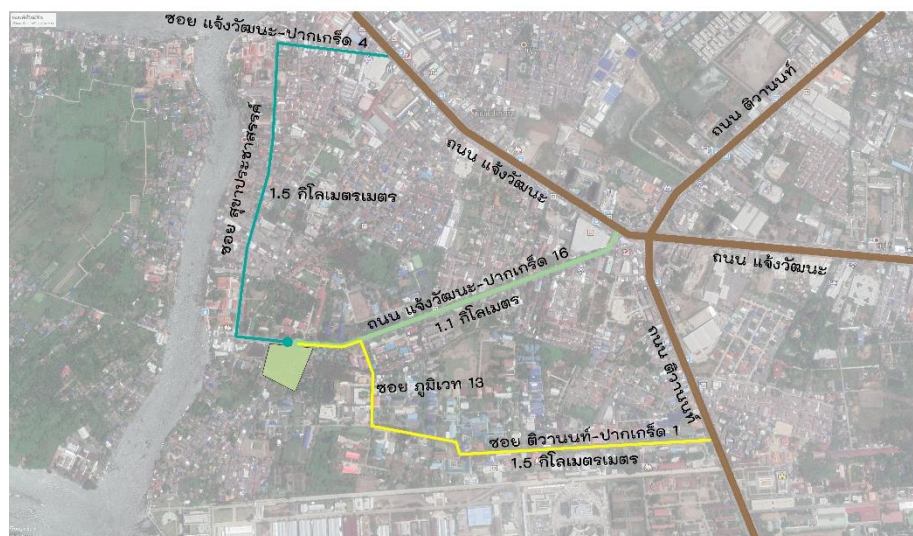 ซอย แจ้งวัฒนะ-ปากเกร็ด 4
ถนน ติวานนท์
ถนน แจ้งวัฒนะ
ซอย สุขาประชาสรรค์
1.5 กิโลเมตรเมตร
ถนน แจ้งวัฒนะ
ถนน แจ้งวัฒนะ-ปากเกร็ด 16
1.1 กิโลเมตร
ถนน ติวานนท์
ซอย ภูมิเวท 13
ซอย ติวานนท์-ปากเกร็ด 1
1.5 กิโลเมตรเมตร